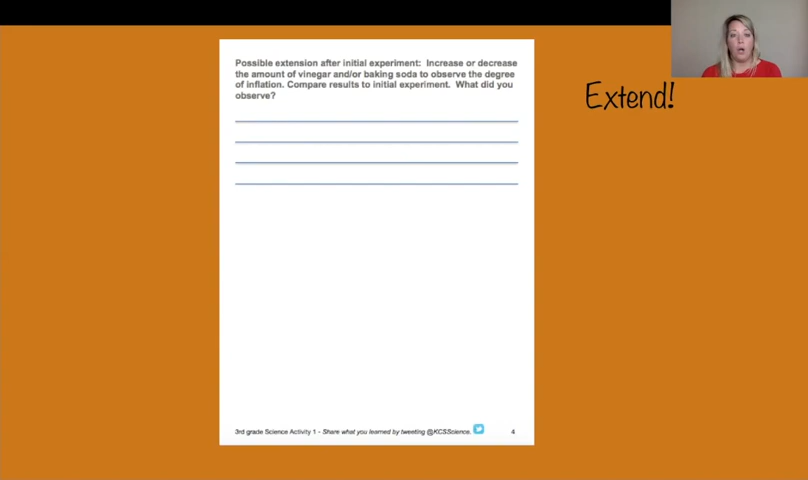 Possible extension after initial experiment: Increase or decrease
the amount of vinegar and/or baking soda to observe the degree
of inflation. Compare results to initial experiment. What did you
observe?
Extend!
3rd grade Science Activity 1 - Share what you learned by tweeting @KCSScience.
4